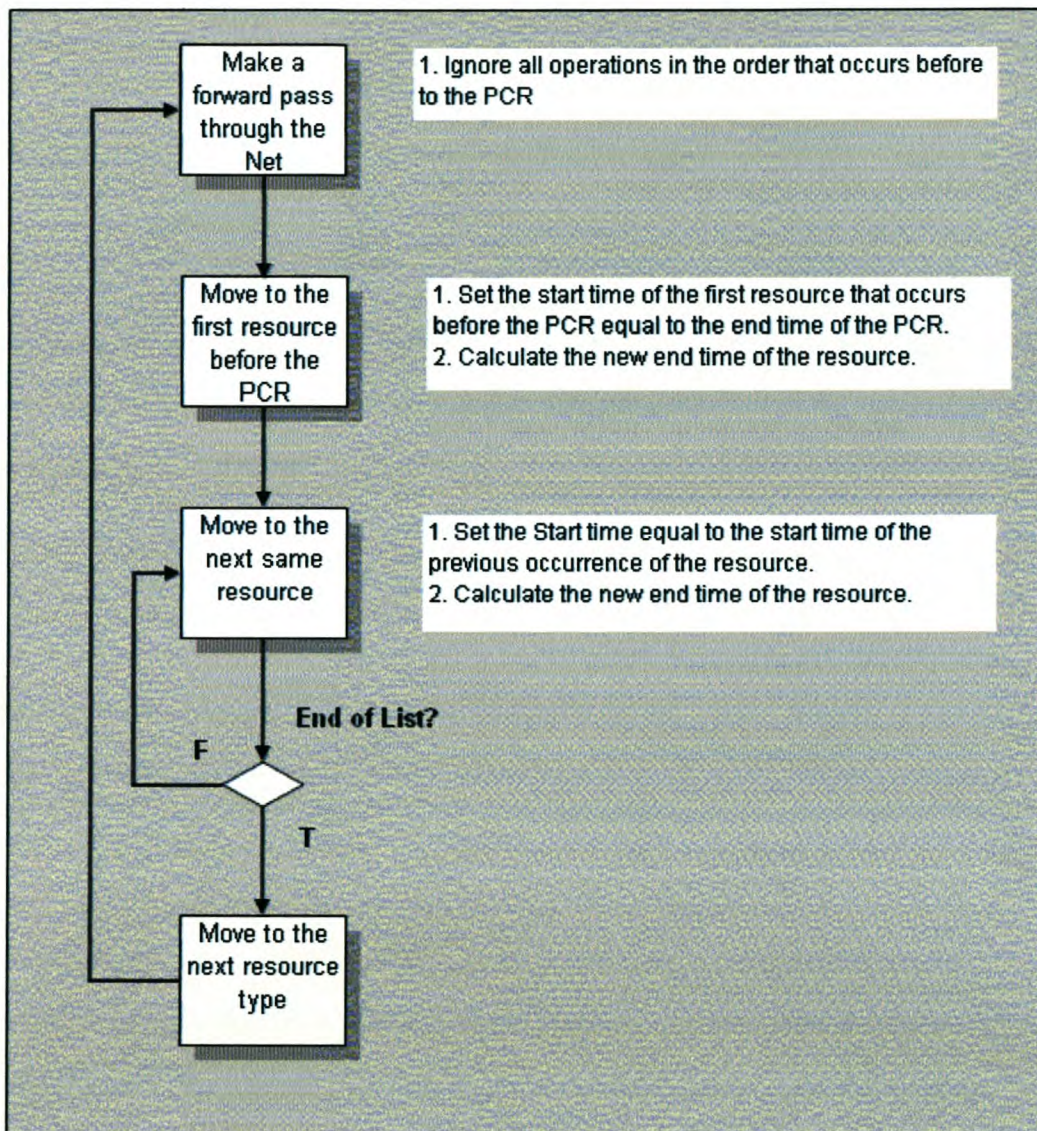 Make a
forward pass
through the
Net
1. Ignore all operations in the order that occurs before
to the PCR
Move to the
first resource
before the
PCR
1. Set the start time of the first resource that occurs
before the PCR equal to the end time of the PCR.
2. Calculate the new end time of the resource.
Move to the
next same
resource
1. Set the Start time equal to the start time of the
previous occurrence of the resource.
2. Calculate the new end time of the resource.
End of List?
F
T
Move to the
next resource
type